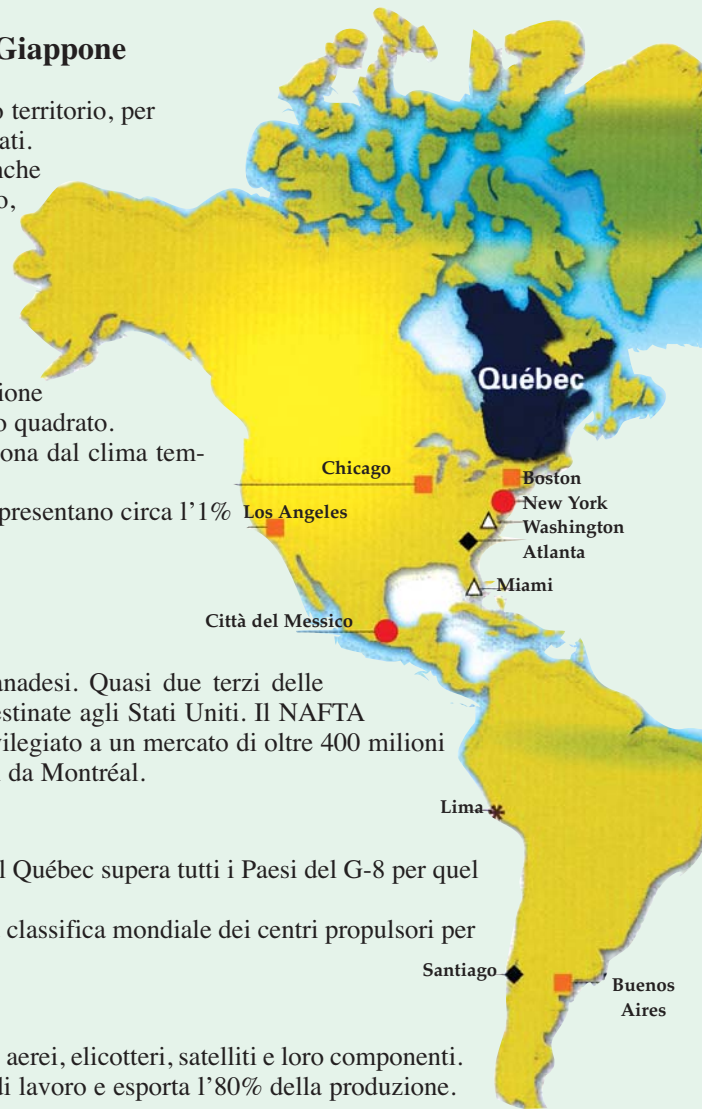 Giappone
o territorio, per
ati.
nche
o,
ione
o quadrato.
ona dal clima tem-
presentano circa l’1%
anadesi. Quasi due terzi delle
estinate agli Stati Uniti. Il NAFTA
vilegiato a un mercato di oltre 400 milioni
i da Montréal.
l Québec supera tutti i Paesi del G-8 per quel
classifica mondiale dei centri propulsori per
aerei, elicotteri, satelliti e loro componenti.
di lavoro e esporta l’80% della produzione.
Québec
Chicago
Boston
New York
Los Angeles
Washington
Atlanta
Miami
Città del Messico
Lima
Santiago
Buenos
Aires